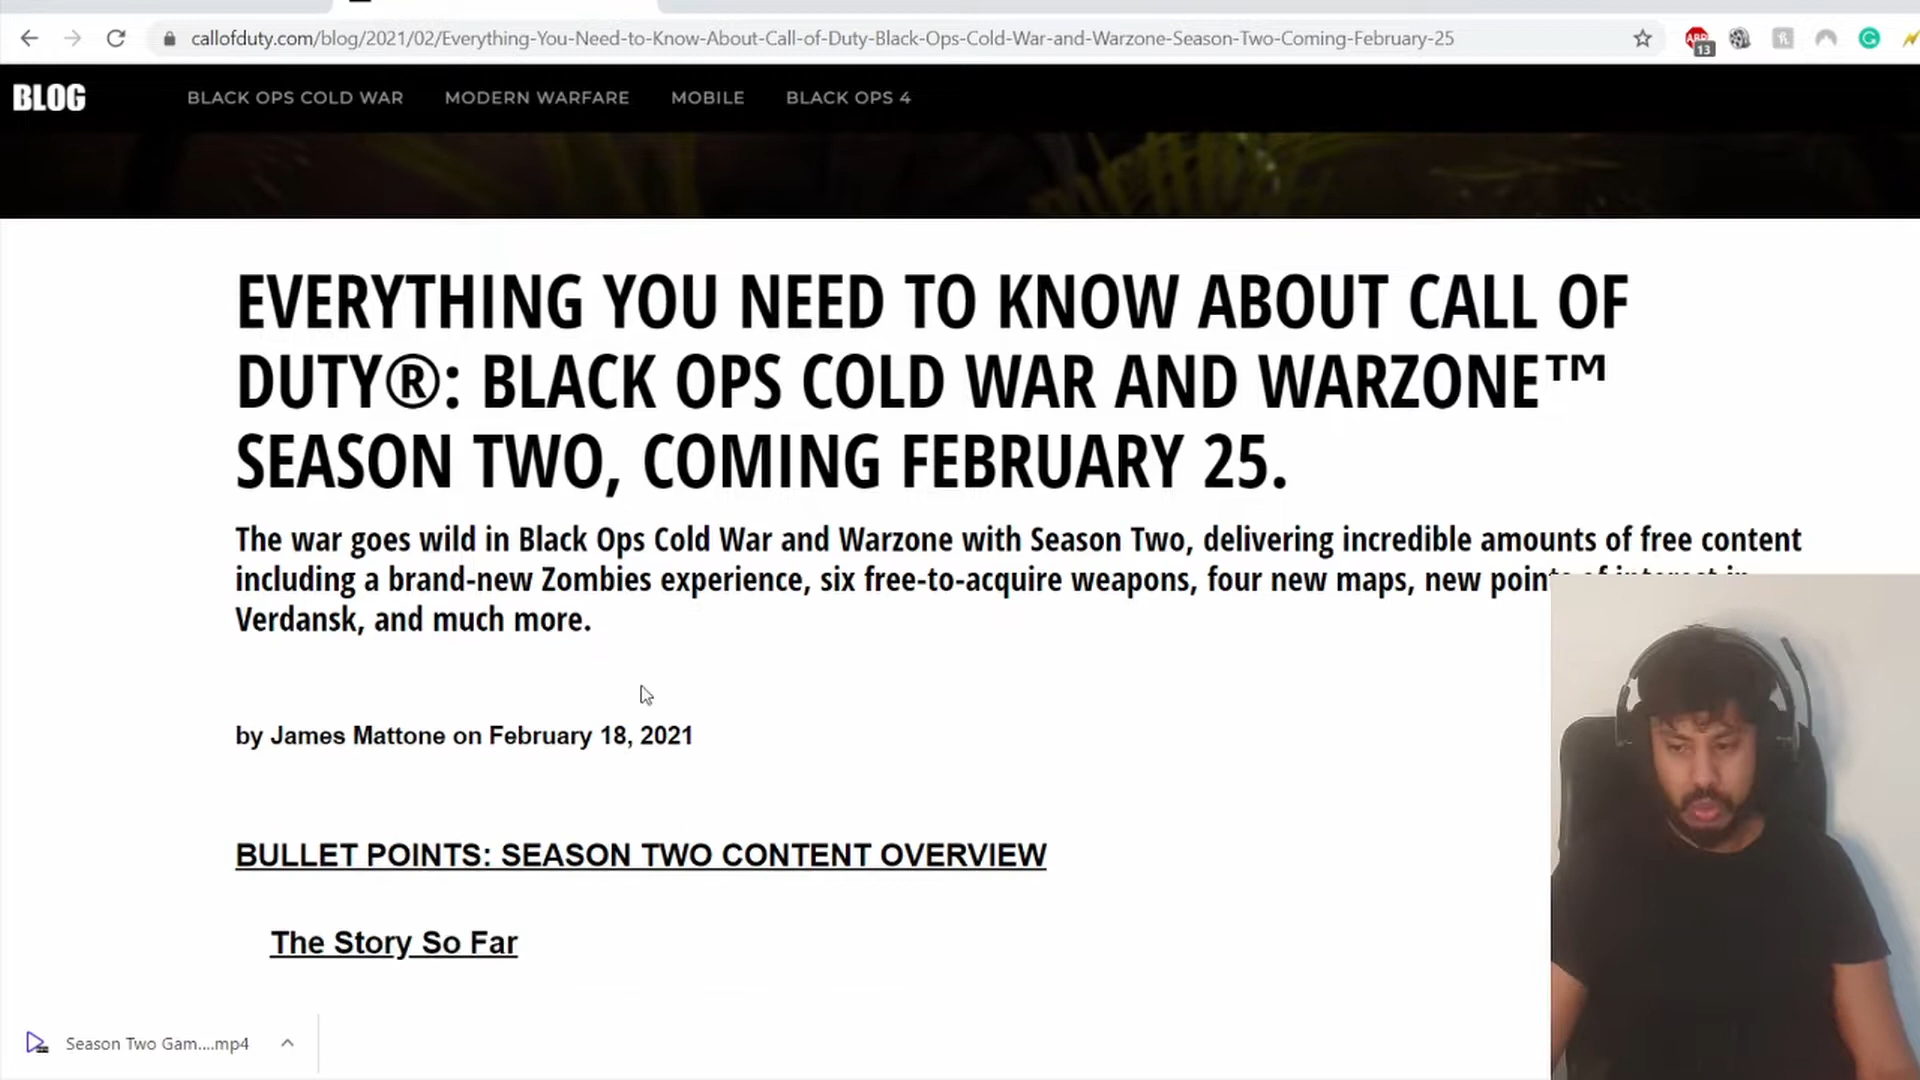 callofduty.com/blog/2021/02/Everything-You-Need-to-Know-About-Call-of-Duty-Black-Ops-Cold-War-and-Warzone-Season-Two-Coming-February-25
13
BLOG
BLACK OPS COLD WAR
MODERN WARFARE
MOBILE
BLACK OPS 4
EVERYTHING YOU NEED TO KNOW ABOUT CALL OF
DUTY®: BLACK OPS COLD WAR AND WARZONE™
SEASON TWO, COMING FEBRUARY 25.
The war goes wild in Black Ops Cold War and Warzone with Season Two, delivering incredible amounts of free content
including a brand-new Zombies experience, six free-to-acquire weapons, four new maps, new points of interest in
Verdansk, and much more.
by James Mattone on February 18, 2021
BULLET POINTS: SEASON TWO CONTENT OVERVIEW
The Story So Far
Season Two Gam....mp4